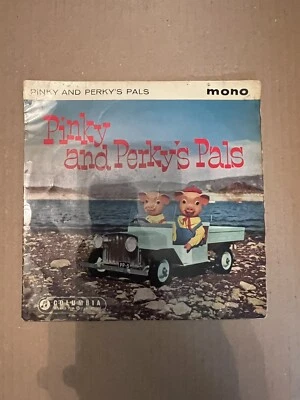 PINKY AND PERKY'S PALS
mono
Pinky
and Perky's Pals
COLUMBIA